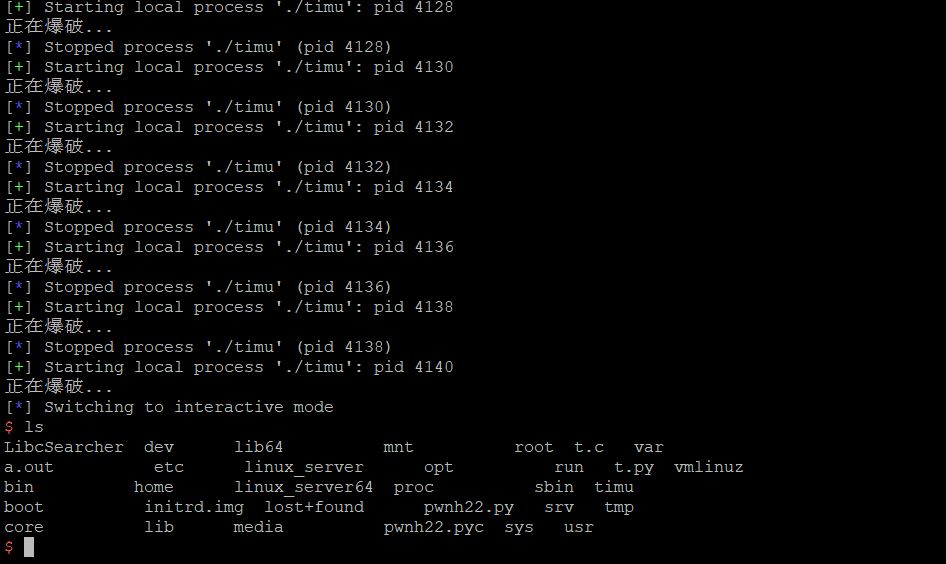 [+] Starting local process './timu': pid 4128
正在爆破...
[*] Stopped process './timu' (pid 4128)
[+] Starting local process './timu': pid 4130
正在爆破...
[*] Stopped process './timu' (pid 4130)
[+] Starting local process './timu': pid 4132
正在爆破...
[*] Stopped process './timu' (pid 4132)
[+] Starting local process './timu': pid 4134
正在爆破...
[*] Stopped process './timu' (pid 4134)
[+] Starting local process './timu': pid 4136
正在爆破...
[*] Stopped process './timu' (pid 4136)
[+] Starting local process './timu': pid 4138
正在爆破...
[*] Stopped process './timu' (pid 4138)
[+] Starting local process './timu': pid 4140
正在爆破...
[*] Switching to interactive mode
$ ls
LibcSearcher  dev      lib64           mnt           root  t.c   var
a.out           etc      linux_server      opt           run   t.py  vmlinuz
bin          home      linux_server64  proc          sbin  timu
boot           initrd.img  lost+found      pwnh22.py   srv   tmp
core           lib      media           pwnh22.pyc  sys   usr
$